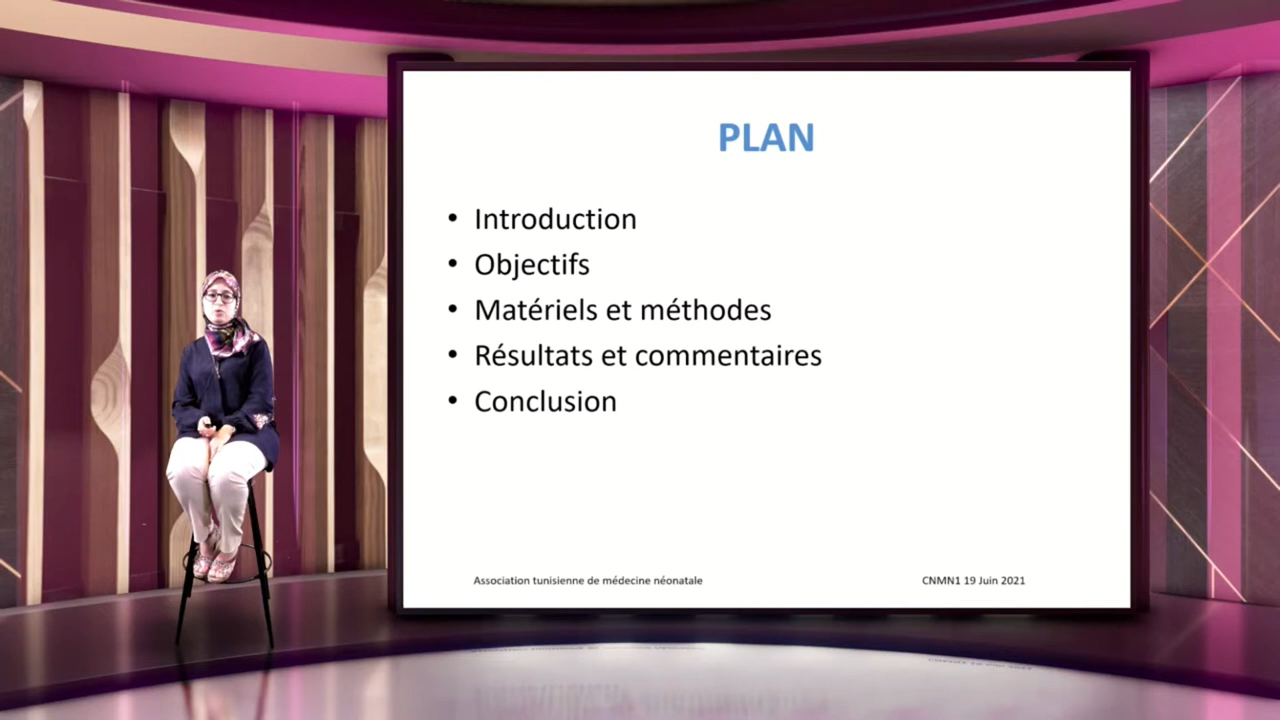 PLAN
• Introduction
• Objectifs
• Matériels et méthodes
• Résultats et commentaires
• Conclusion
Association tunisienne de médecine néonatale
CNMN1 19 Juin 2021